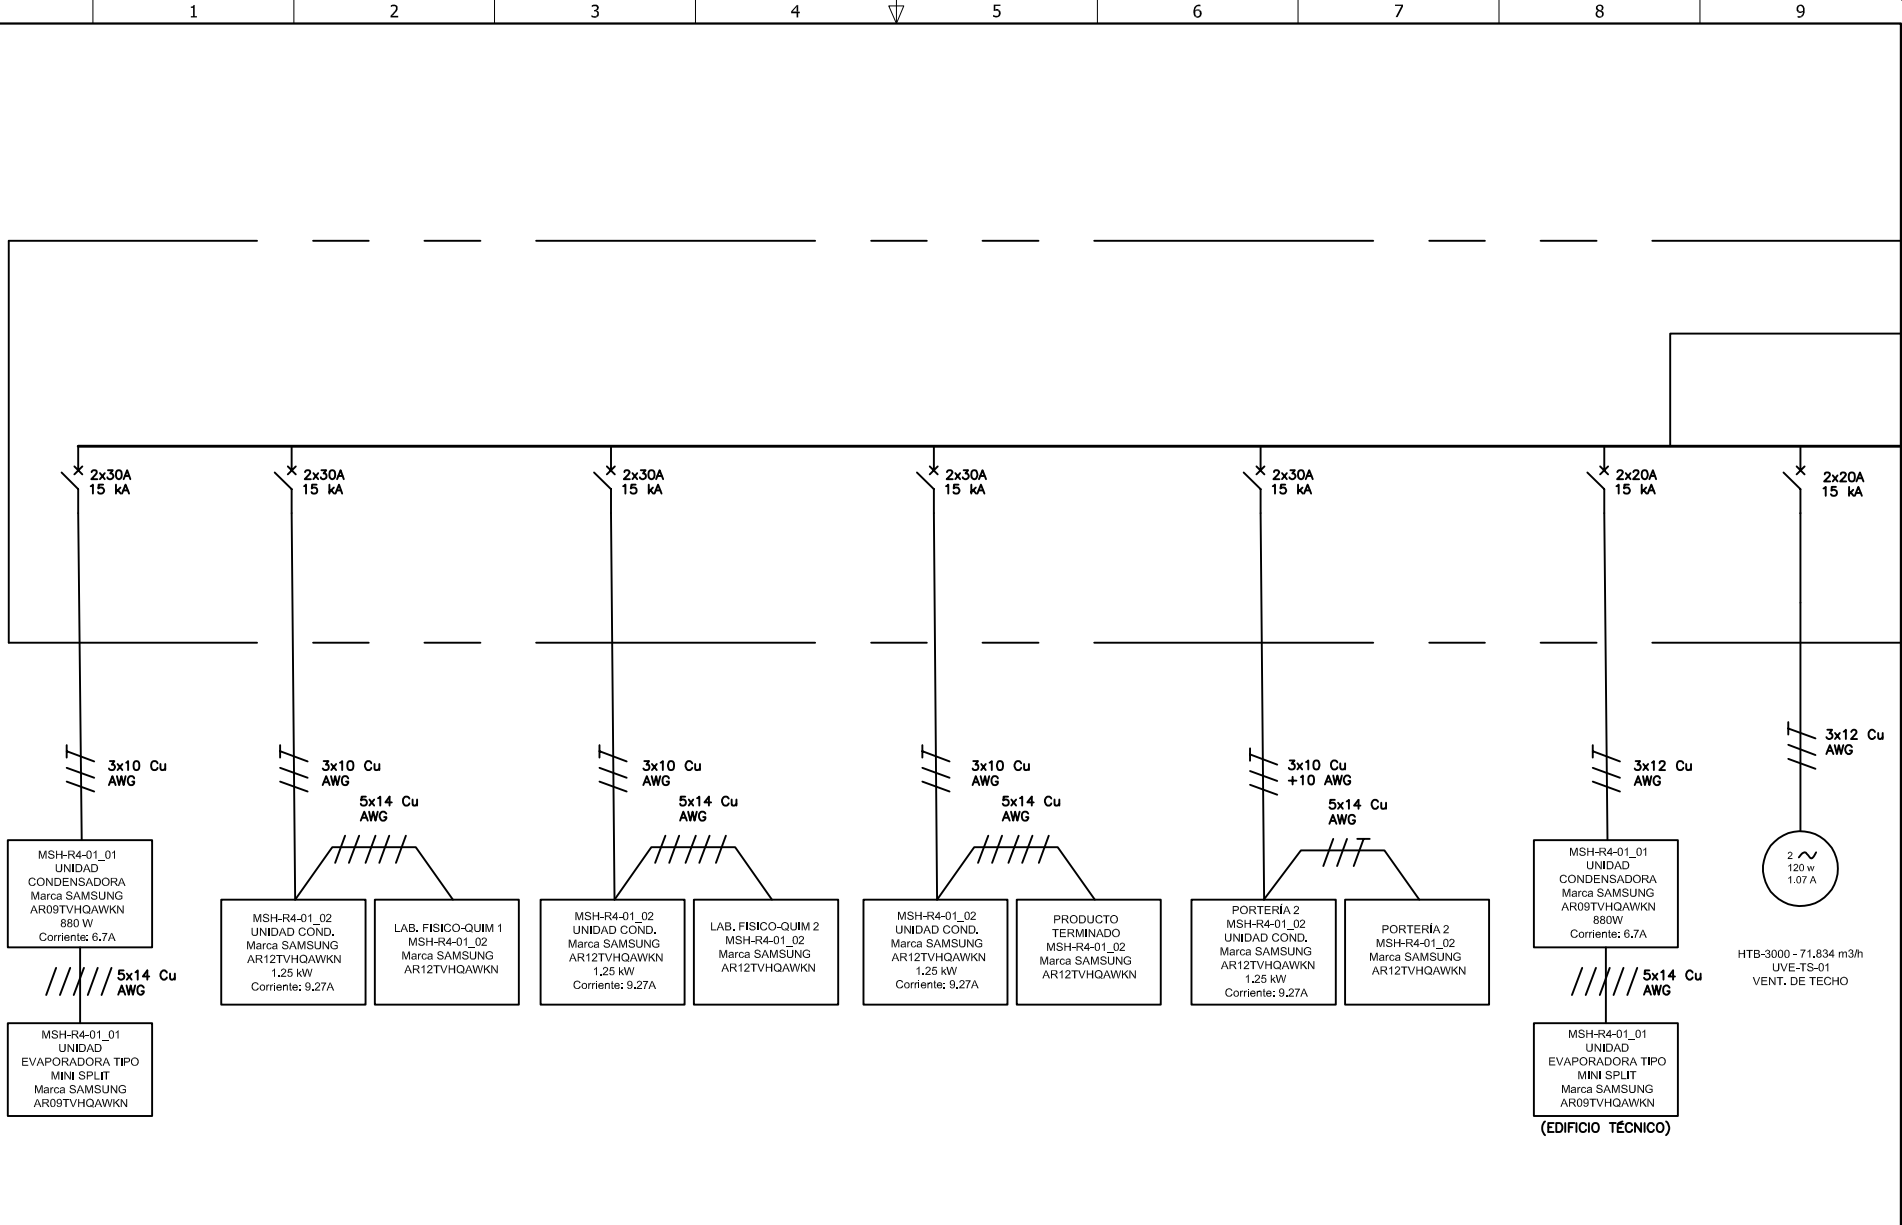 1 2 3 4 5 6 7 8 9
2x30A
15 kA
2x30A
15 kA
2x30A
15 kA
2x30A
15 kA
2x30A
15 kA
2x20A
15 kA
2x20A
15 kA
3x10 Cu
AWG
3x10 Cu
AWG
3x10 Cu
AWG
3x10 Cu
AWG
3x10 Cu
+10 AWG
3x12 Cu
AWG
3x12 Cu
AWG
5x14 Cu
AWG
5x14 Cu
AWG
5x14 Cu
AWG
5x14 Cu
AWG
MSH-R4-01_01
UNIDAD
CONDENSADORA
Marca SAMSUNG
AR09TVHQAWKN
880 W
Corriente: 6.7A
5x14 Cu
AWG
MSH-R4-01_01
UNIDAD
EVAPORADORA TIPO
MINI SPLIT
Marca SAMSUNG
AR09TVHQAWKN
MSH-R4-01_02
UNIDAD COND.
Marca SAMSUNG
AR12TVHQAWKN
1.25 kW
Corriente: 9.27A
LAB. FISICO-QUIM 1
MSH-R4-01_02
Marca SAMSUNG
AR12TVHQAWKN
MSH-R4-01_02
UNIDAD COND.
Marca SAMSUNG
AR12TVHQAWKN
1.25 kW
Corriente: 9.27A
LAB. FISICO-QUIM 2
MSH-R4-01_02
Marca SAMSUNG
AR12TVHQAWKN
MSH-R4-01_02
UNIDAD COND.
Marca SAMSUNG
AR12TVHQAWKN
1.25 kW
Corriente: 9.27A
PRODUCTO
TERMINADO
MSH-R4-01_02
Marca SAMSUNG
AR12TVHQAWKN
PORTERÍA 2
MSH-R4-01_02
UNIDAD COND.
Marca SAMSUNG
AR12TVHQAWKN
1.25 kW
Corriente: 9.27A
PORTERÍA 2
MSH-R4-01_02
Marca SAMSUNG
AR12TVHQAWKN
MSH-R4-01_01
UNIDAD
CONDENSADORA
Marca SAMSUNG
AR09TVHQAWKN
880W
Corriente: 6.7A
5x14 Cu
AWG
MSH-R4-01_01
UNIDAD
EVAPORADORA TIPO
MINI SPLIT
Marca SAMSUNG
AR09TVHQAWKN
(EDIFICIO TÉCNICO)
2 ~
120 w
1.07 A
HTB-3000 - 71.834 m3/h
UVE-TS-01
VENT. DE TECHO